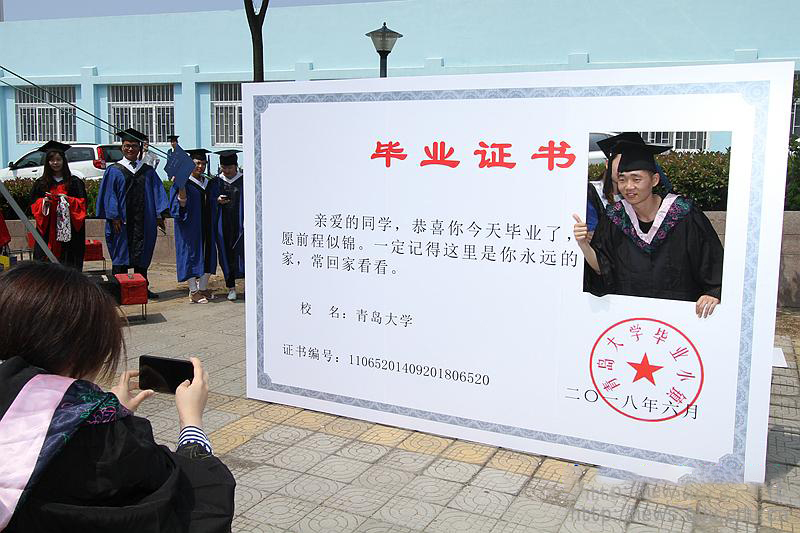 毕业证书
亲爱的同学，恭喜你今天毕业了，
愿前程似锦。一定记得这里是你永远的
家，常回家看看。
校 名：青岛大学
证书编号：11065201409201806520
青岛大学毕业小镇
二〇一八年六月